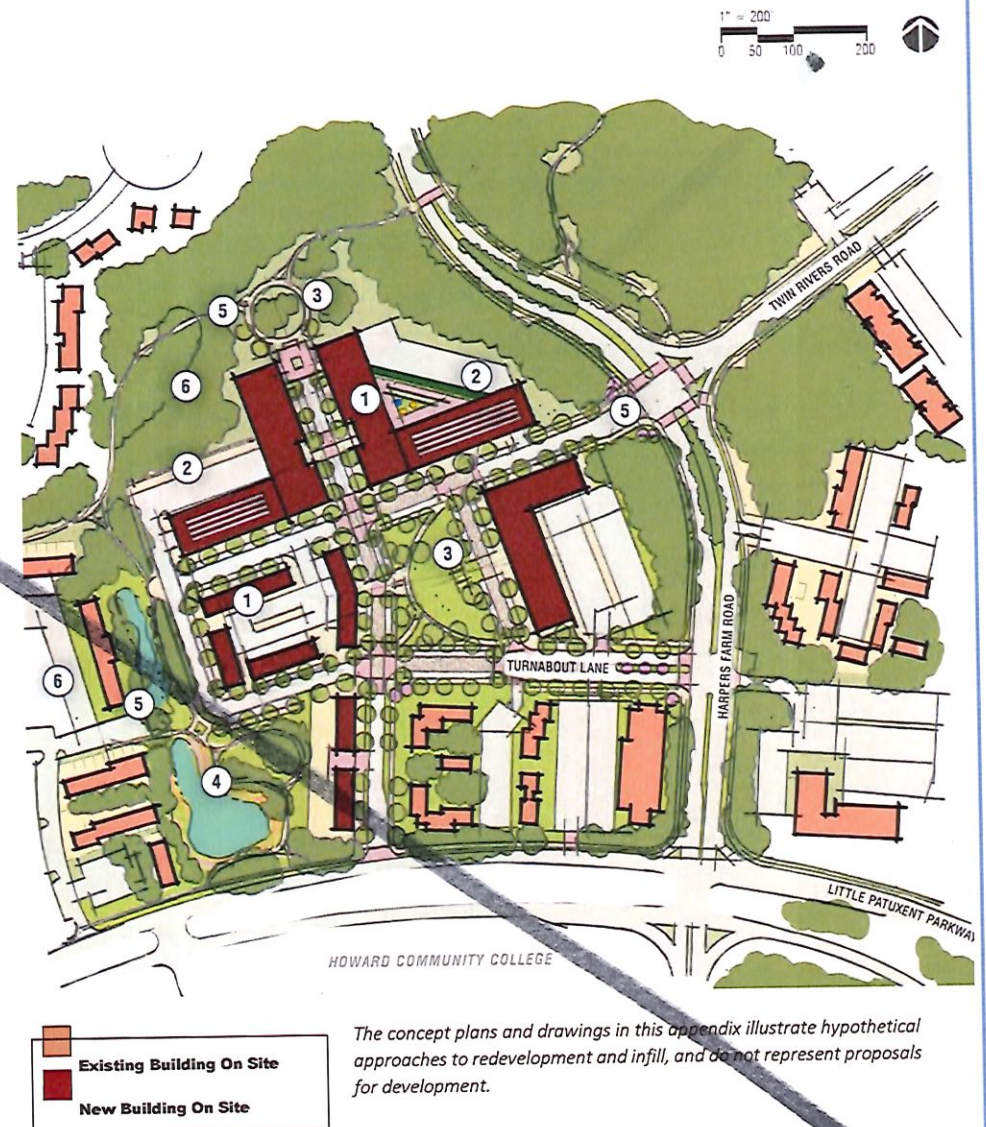 1" = 200'
0 50 100 200
TWIN RIVERS ROAD
5
3
6
1
2
5
2
3
1
TURNABOUT LANE
HARPERS FARM ROAD
6
5
4
LITTLE PATUXENT PARKWAY
HOWARD COMMUNITY COLLEGE
The concept plans and drawings in this appendix illustrate hypothetical
approaches to redevelopment and infill, and do not represent proposals
for development.
Existing Building On Site
New Building On Site